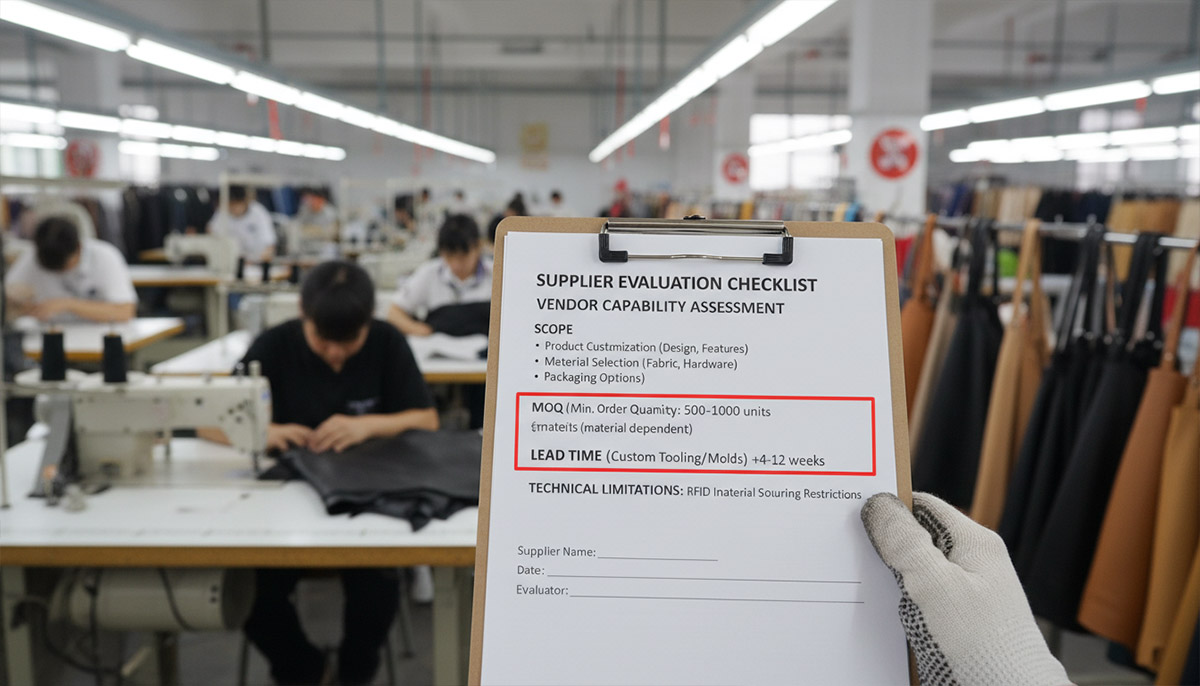 SUPPLIER EVALUATION CHECKLIST
VENDOR CAPABILITY ASSESSMENT
SCOPE
• Product Custmization (Design, Features)
• Material Selection (Fabric, Hardware)
• Packaging Options)
MOQ (Min. Order Quamity: 500-1000 units
(material dependent)
LEAD TIME (Custom Tooling/Molds) +4-12 weeks
TECHNICAL LIMITATIONS: RFID Inaterial Souring Restrictions
Supplier Name:
Date:
Evaluator: